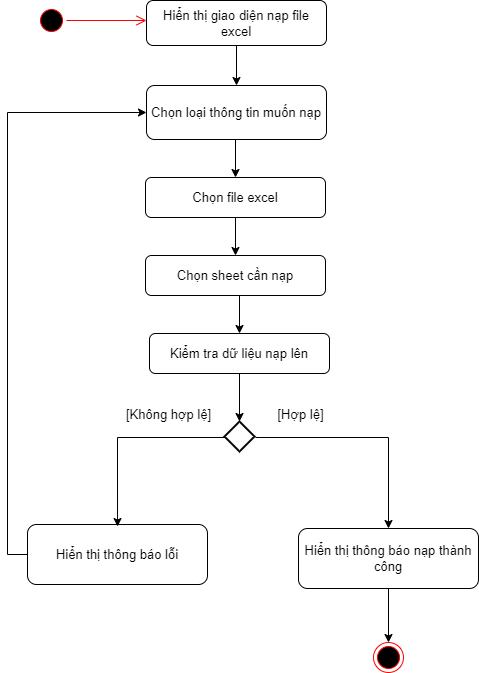 Hiển thị giao diện nạp file
excel
Chọn loại thông tin muốn nạp
Chọn file excel
Chọn sheet cần nạp
Kiểm tra dữ liệu nạp lên
[Không hợp lệ]
[Hợp lệ]
Hiển thị thông báo lỗi
Hiển thị thông báo nạp thành
công